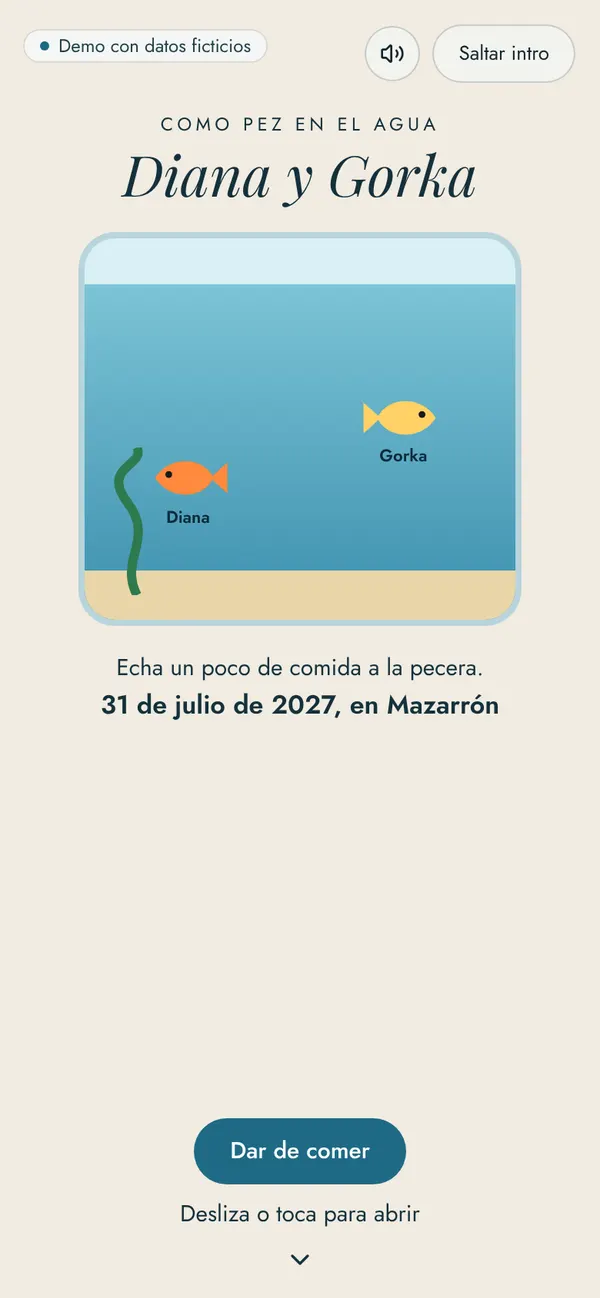 Demo con datos ficticios
Saltar intro
COMO PEZ EN EL AGUA
Diana y Gorka
Gorka
Diana
Echa un poco de comida a la pecera.
31 de julio de 2027, en Mazarrón
Dar de comer
Desliza o toca para abrir